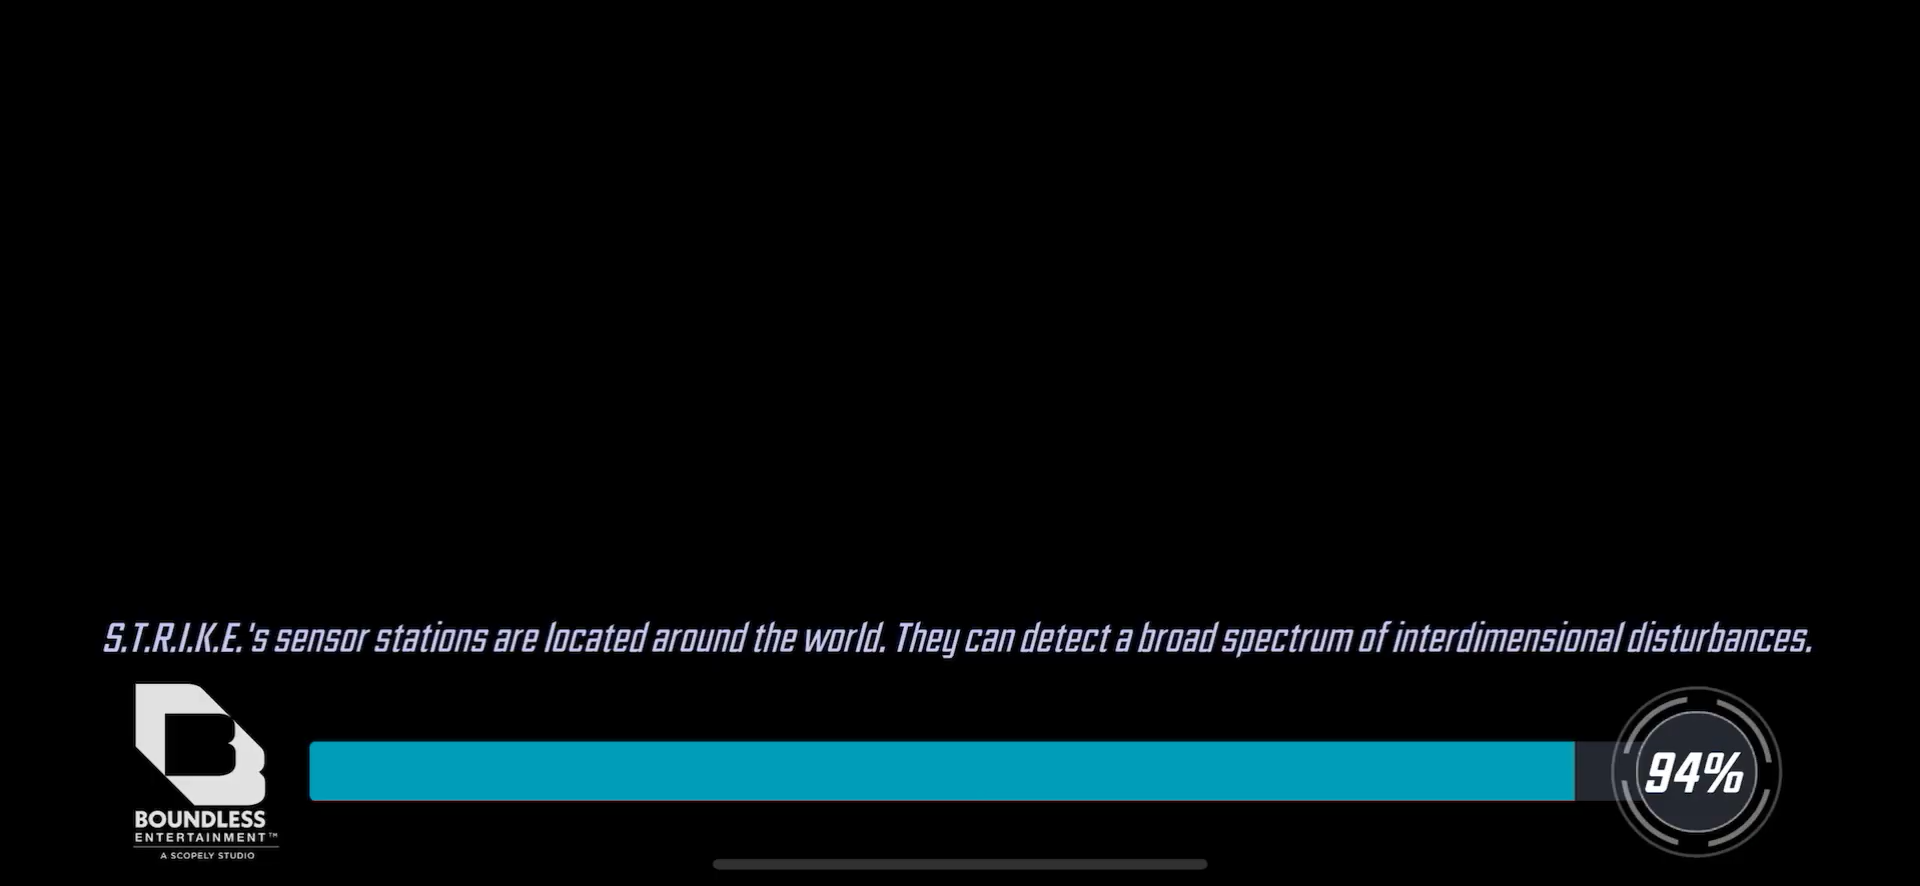 S.T.R.I.K.E.'s sensor stations are located around the world. They can detect a broad spectrum of interdimensional disturbances.
94%
BOUNDLESS
ENTERTAINMENT™
A SCOPELY STUDIO